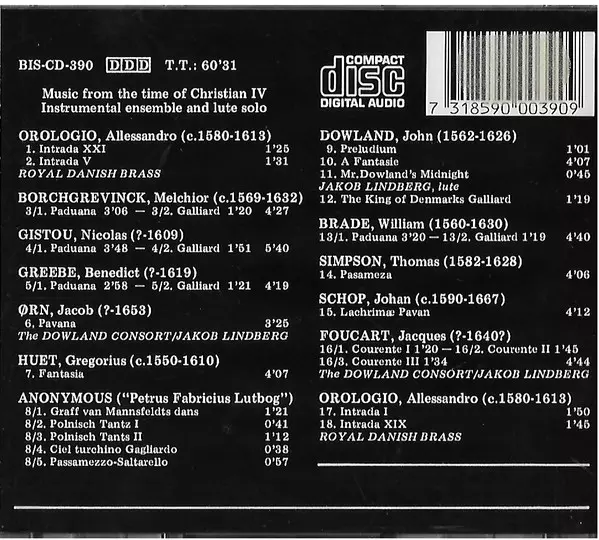 BIS-CD-390 DDD T.T.: 60'31
Music from the time of Christian IV
Instrumental ensemble and lute solo
OROLOGIO, Alessandro (c.1580-1613)
1. Intrada XXI 1'25
2. Intrada V 1'31
ROYAL DANISH BRASS
BORCHGREVINCK, Melchior (c.1569-1632)
3/1. Paduana 3'06 — 3/2. Galliard 1'20 4'27
GISTOU, Nicolas (?-1609)
4/1. Paduana 3'48 — 4/2. Galliard 1'51 5'40
GREEBE, Benedict (?-1619)
5/1. Paduana 2'58 — 5/2. Galliard 1'21 4'19
ØRN, Jacob (?-1653)
6. Pavana 3'25
The DOWLAND CONSORT/JAKOB LINDBERG
HUET, Gregorius (c.1550-1610)
7. Fantasia 4'07
ANONYMOUS ("Petrus Fabricius Lutbog")
8/1. Graff van Mannsfeldts dans 1'21
8/2. Polnisch Tantz I 0'41
8/3. Polnisch Tants II 1'12
8/4. Ciel turchino Gagliardo 0'38
8/5. Passamezzo-Saltarello 0'57
COMPACT
disc
DIGITAL AUDIO
7 318590 003909
DOWLAND, John (1562-1626)
9. Preludium 1'01
10. A Fantasie 4'07
11. Mr.Dowland's Midnight 0'45
JAKOB LINDBERG, lute
12. The King of Denmarks Galliard 1'19
BRADE, William (1560-1630)
13/1. Paduana 3'20 — 13/2. Galliard 1'19 4'40
SIMPSON, Thomas (1582-1628)
14. Pasameza 4'06
SCHOP, Johan (c.1590-1667)
15. Lachrimæ Pavan 4'12
FOUCART, Jacques (?-1640?)
16/1. Courente I 1'20 — 16/2. Courente II 1'45
16/3. Courente III 1'34 4'44
The DOWLAND CONSORT/JAKOB LINDBERG
OROLOGIO, Allessandro (c.1580-1613)
17. Intrada I 1'50
18. Intrada XIX 1'45
ROYAL DANISH BRASS